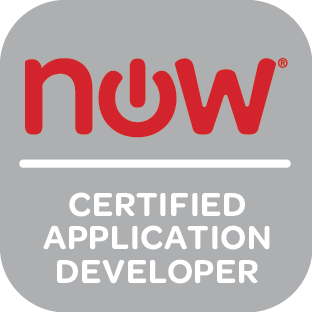 now®
CERTIFIED
APPLICATION
DEVELOPER